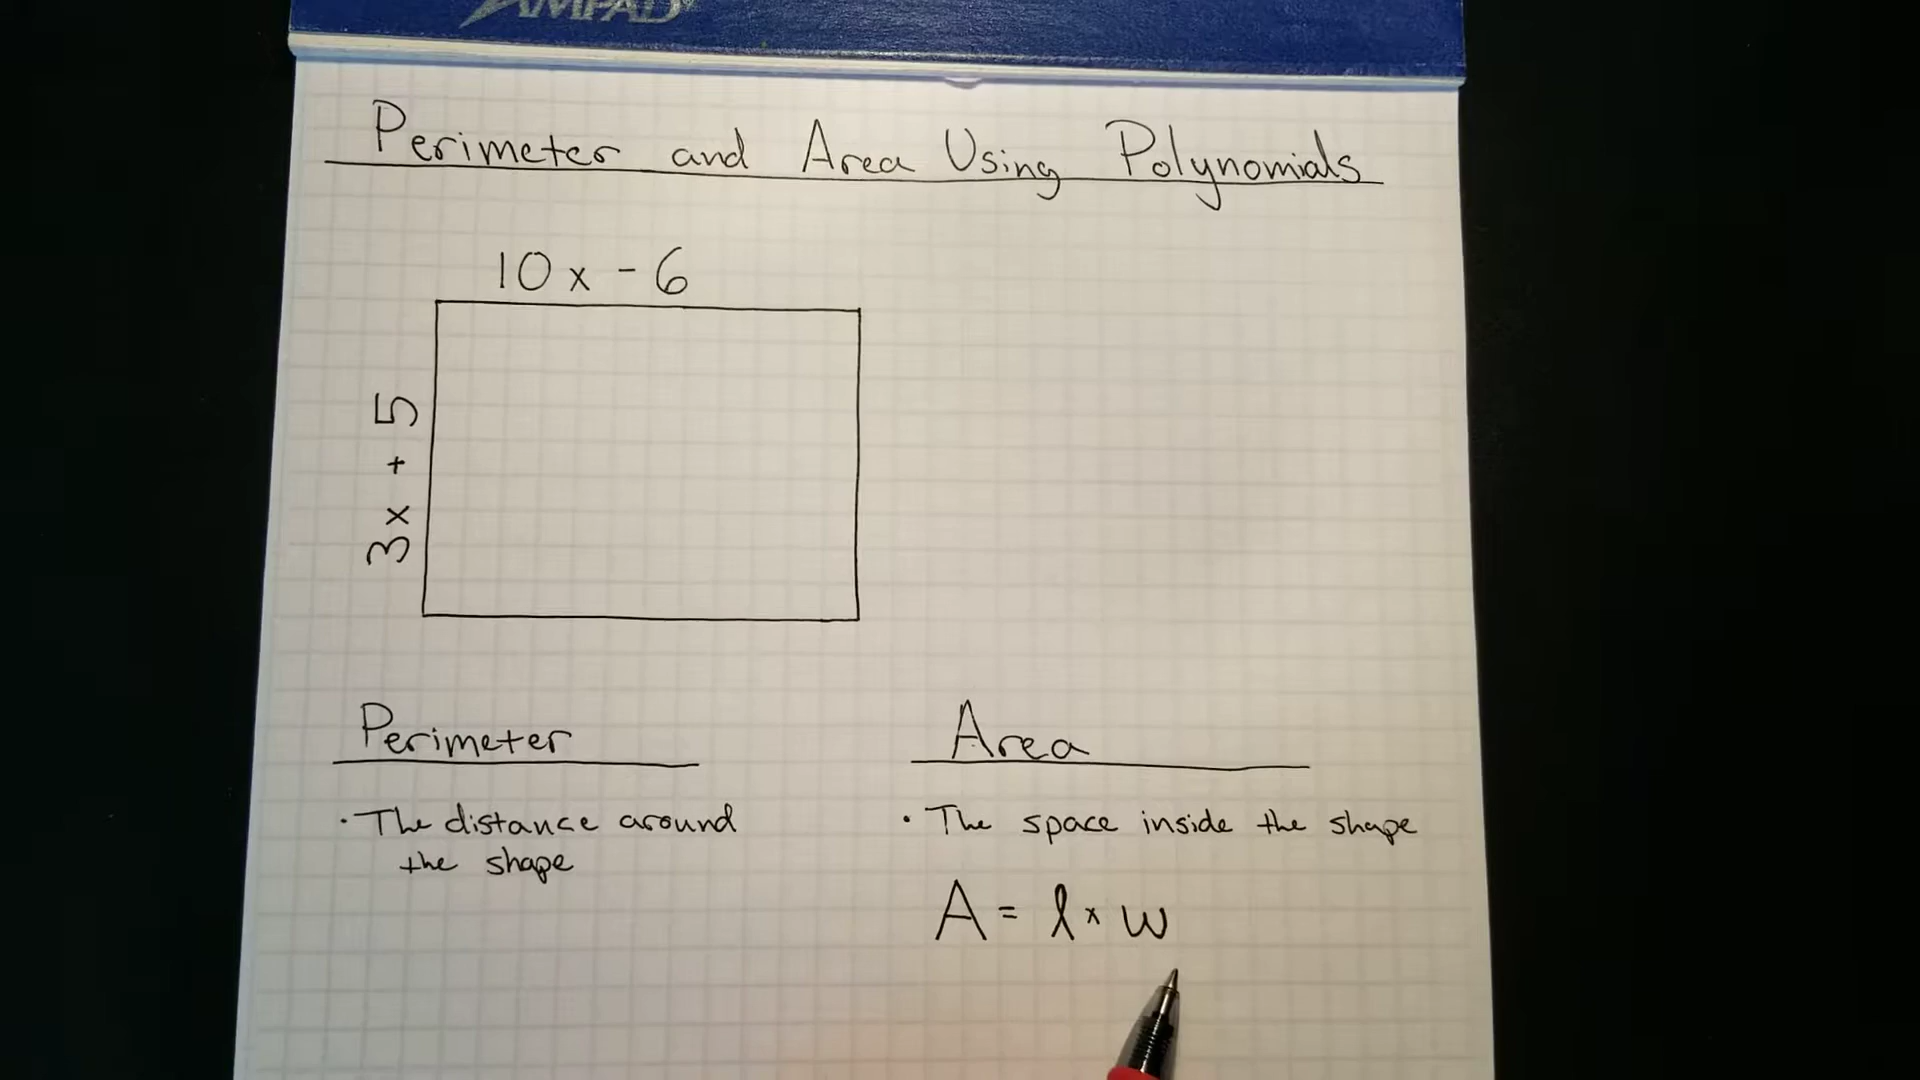 AMPAD
Perimeter and Area Using Polynomials
10x - 6
3x + 5
Perimeter
• The distance around
the shape
Area
• The space inside the shape
A = l × w